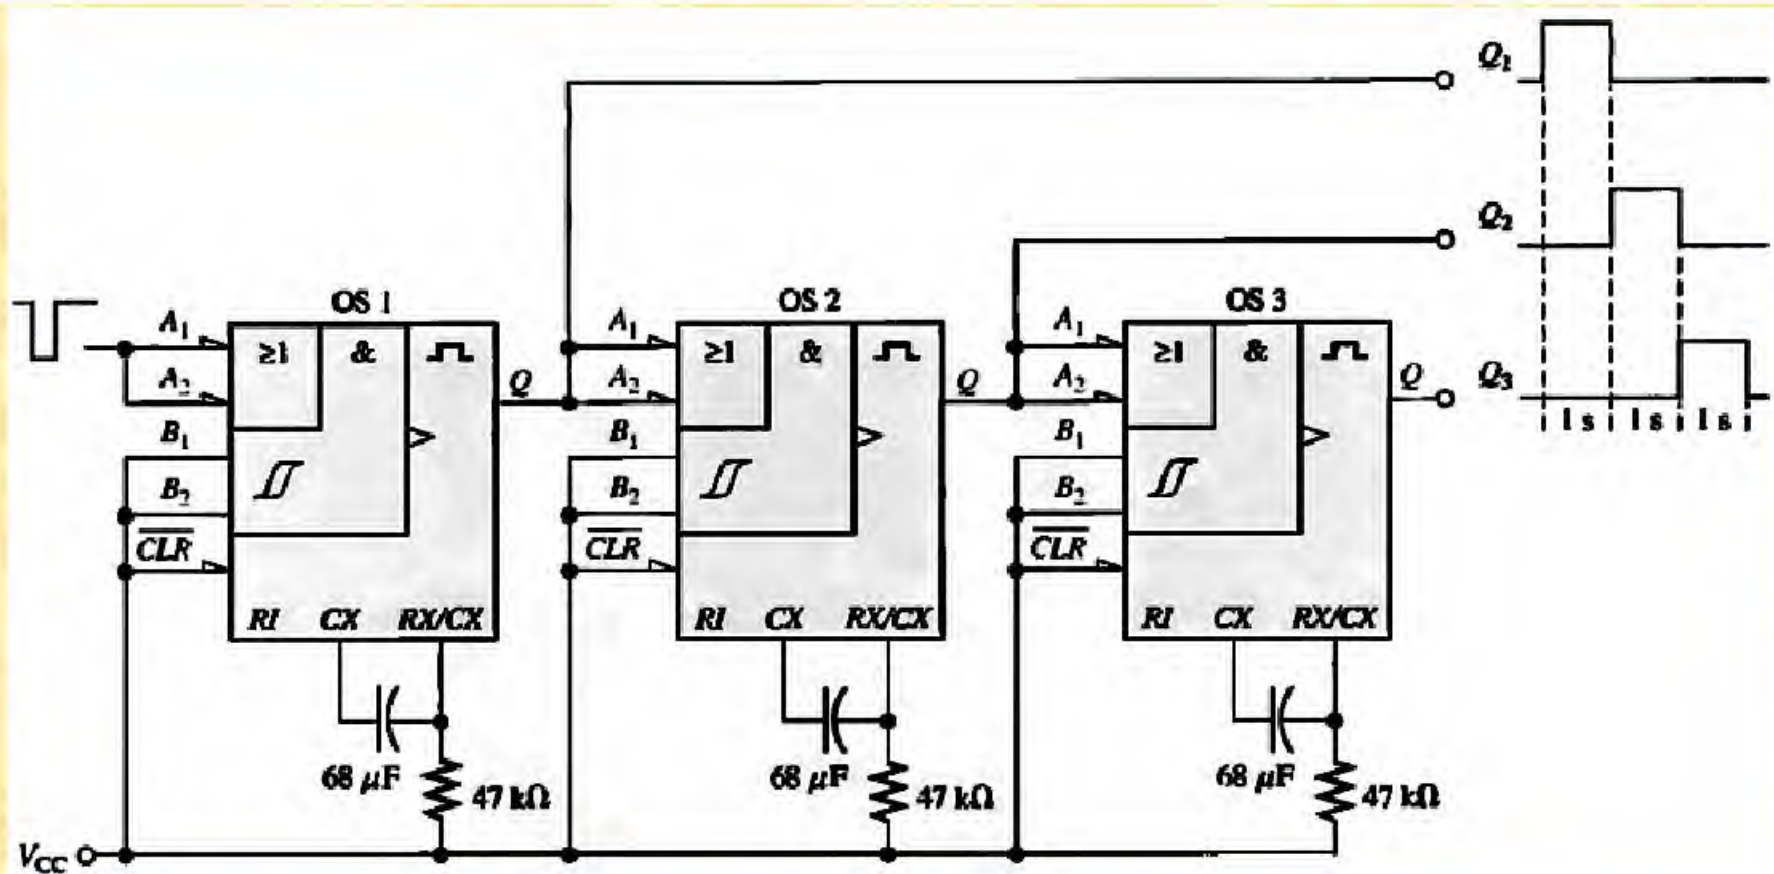 Q1
Q2
OS 1
OS 2
OS 3
A1 ≥1 & A1 ≥1 & A1 ≥1 &
A2 Q A2 Q A2 Q Q3
1 s 1 s 1 s
B1 B1 B1
B2 B2 B2
CLR CLR CLR
RI CX RX/CX RI CX RX/CX RI CX RX/CX
68 μF 68 μF 68 μF
47 kΩ 47 kΩ 47 kΩ
VCC